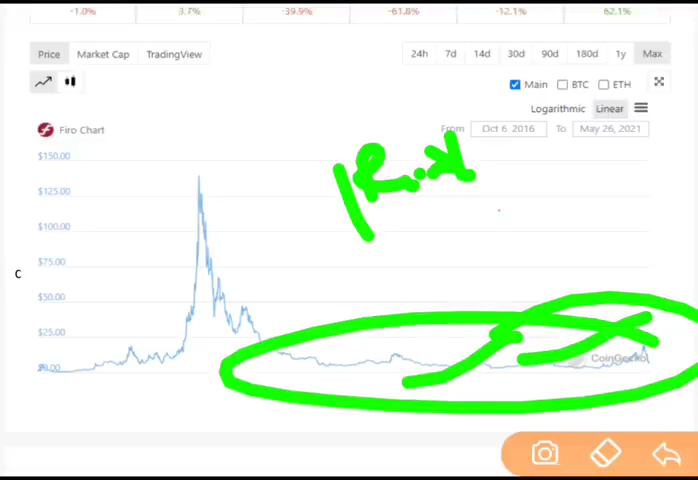 -1.0% 8.7% -39.9% -61.8% -12.1% 62.1%
Price Market Cap TradingView 24h 7d 14d 30d 90d 180d 1y Max
Main BTC ETH
Logarithmic Linear
Firo Chart From Oct 6, 2016 To May 26, 2021
$150.00
$125.00
$100.00
$75.00
c
$50.00
$25.00
$0.00
CoinGecko